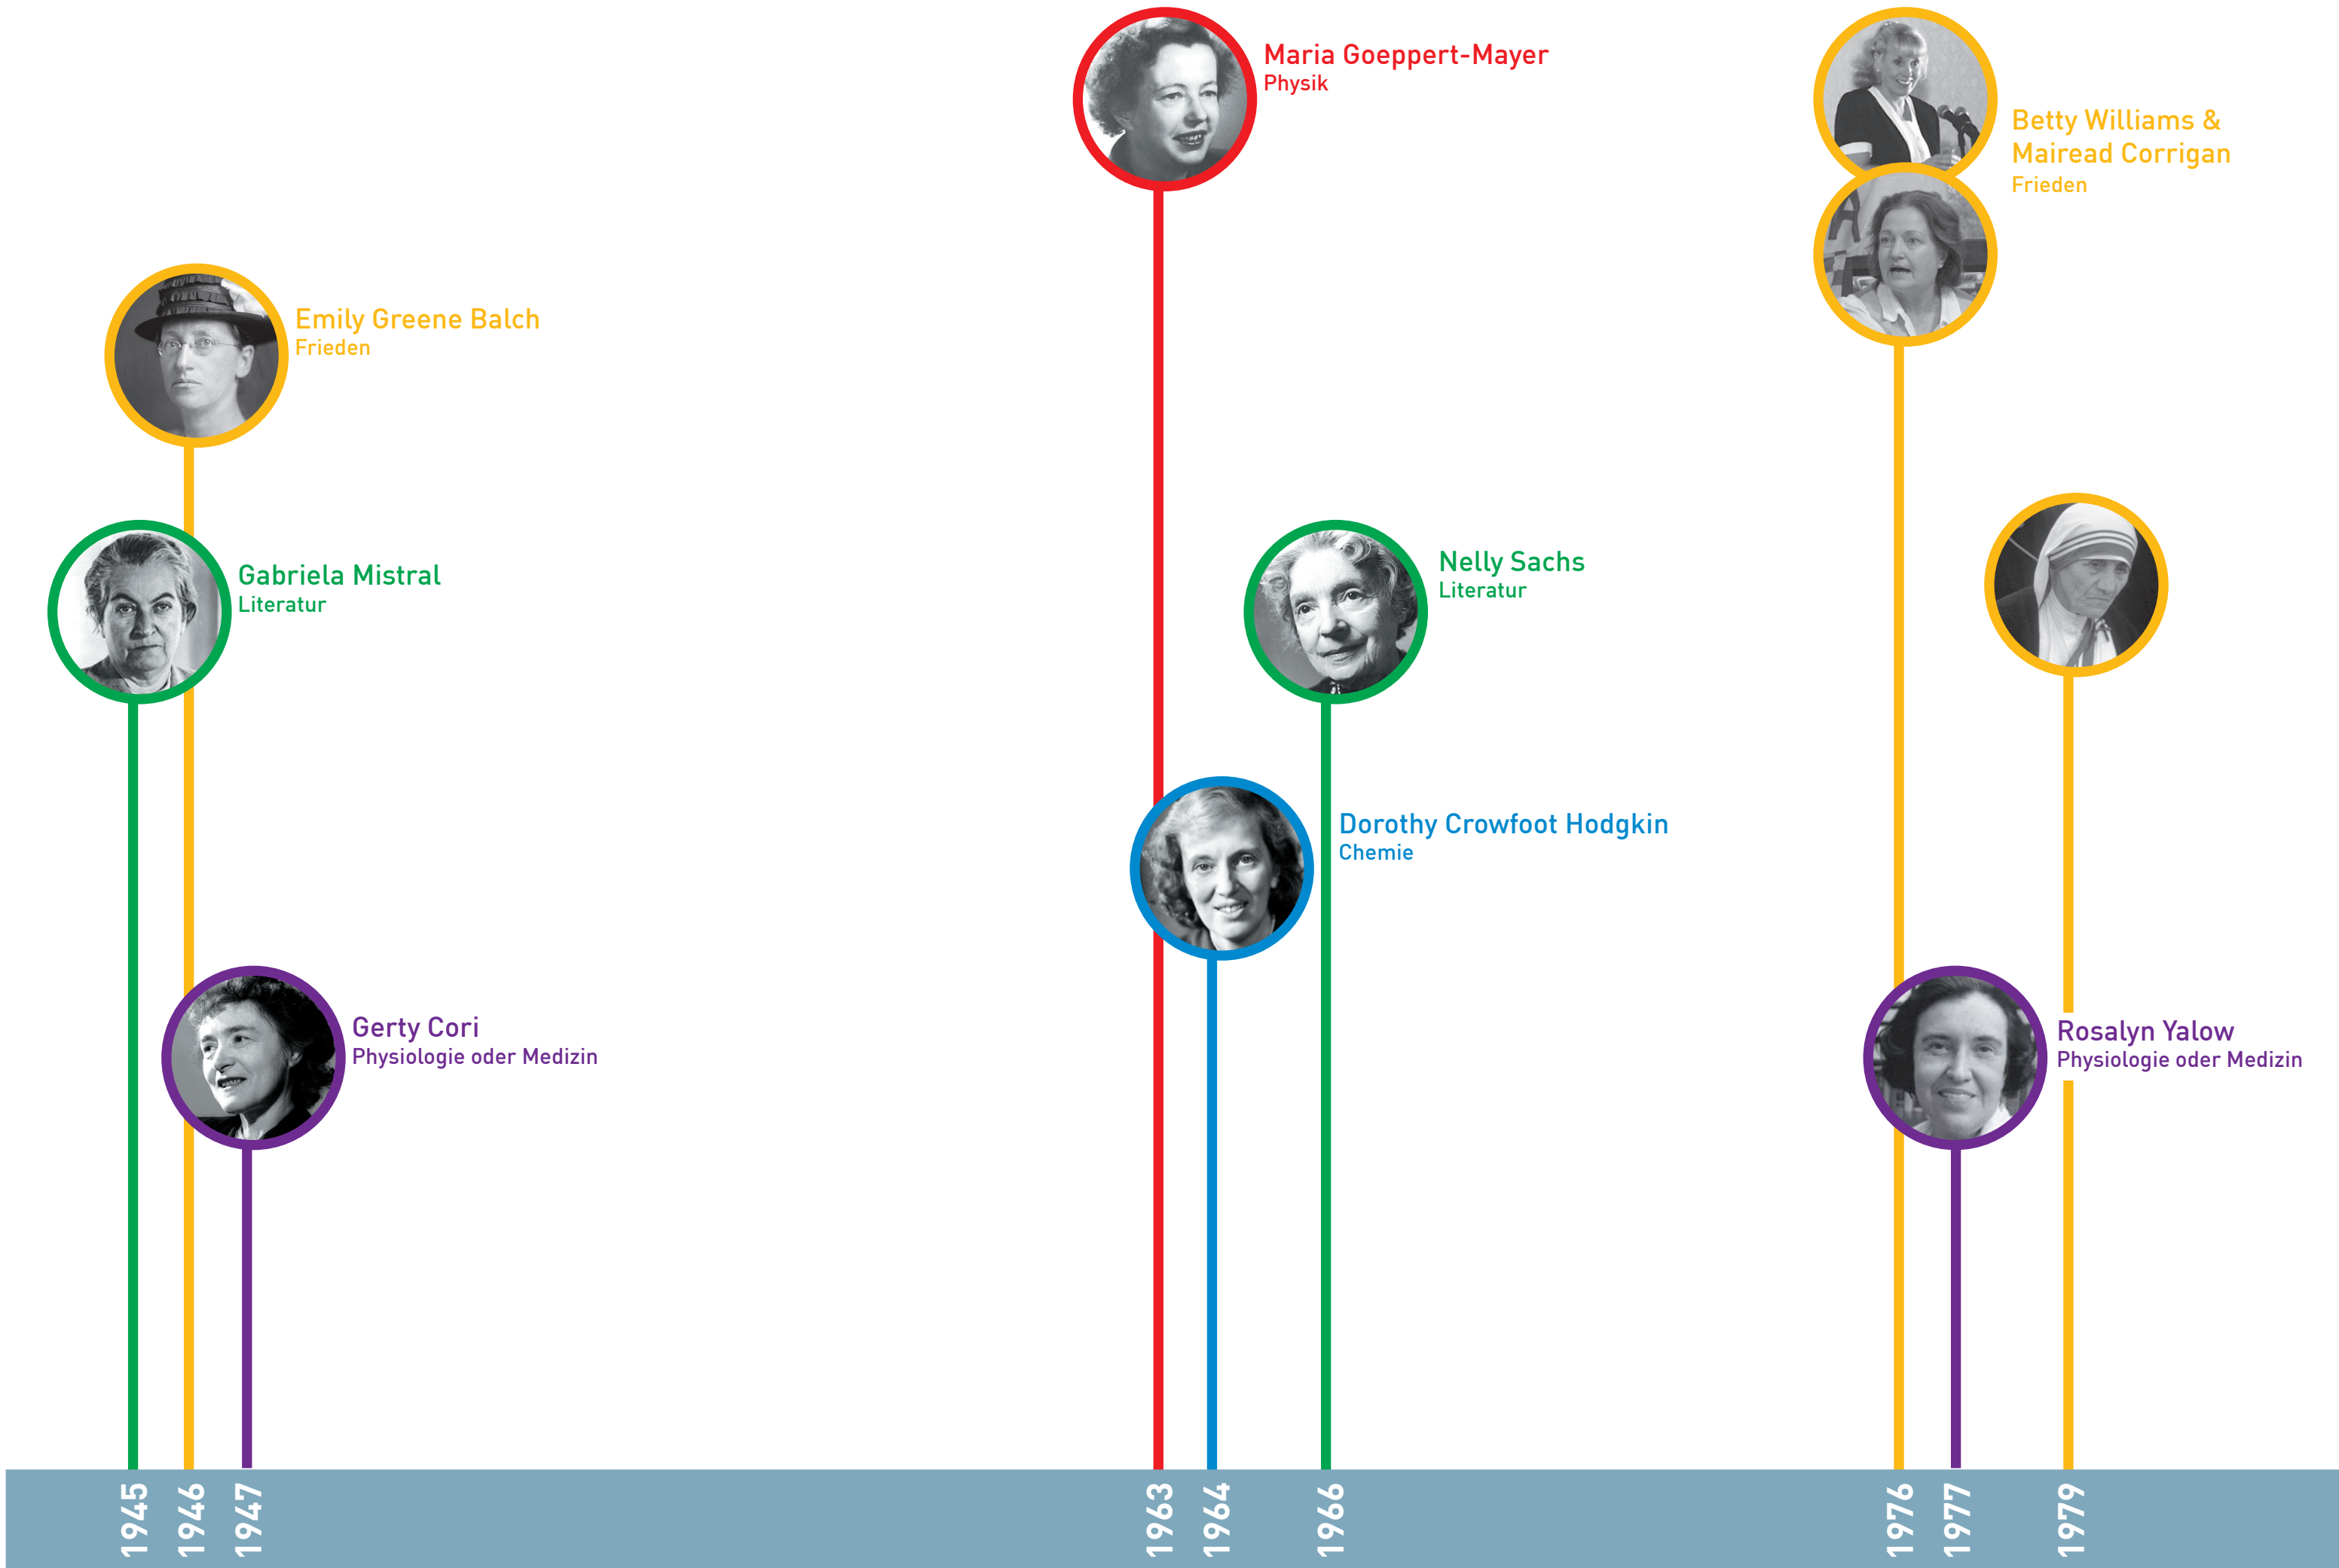 Maria Goeppert-Mayer
Physik
Betty Williams &
Mairead Corrigan
Frieden
Emily Greene Balch
Frieden
Gabriela Mistral
Literatur
Nelly Sachs
Literatur
Dorothy Crowfoot Hodgkin
Chemie
Gerty Cori
Physiologie oder Medizin
Rosalyn Yalow
Physiologie oder Medizin
1945
1946
1947
1963
1964
1966
1976
1977
1979